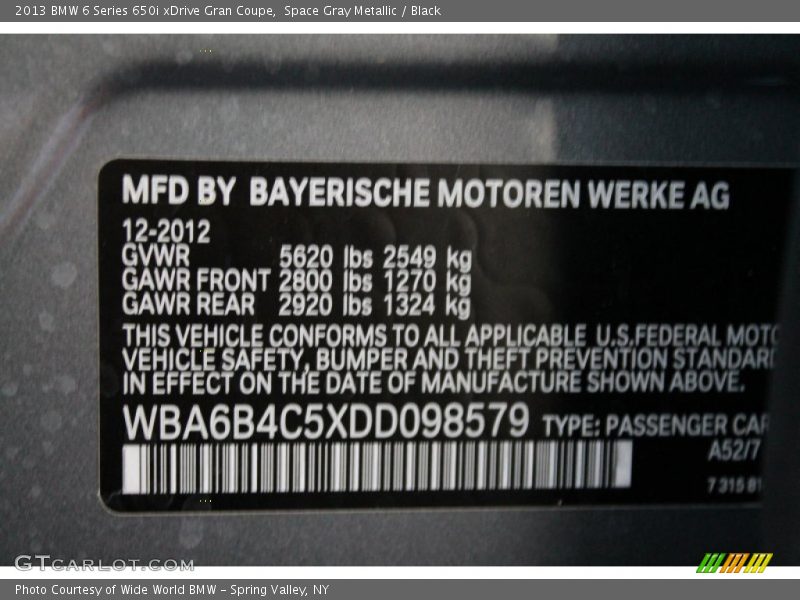 2013 BMW 6 Series 650i xDrive Gran Coupe, Space Gray Metallic / Black
MFD BY BAYERISCHE MOTOREN WERKE AG
12-2012
GVWR 5620 lbs 2549 kg
GAWR FRONT 2800 lbs 1270 kg
GAWR REAR 2920 lbs 1324 kg
THIS VEHICLE CONFORMS TO ALL APPLICABLE U.S.FEDERAL MOTO
VEHICLE SAFETY, BUMPER AND THEFT PREVENTION STANDARD
IN EFFECT ON THE DATE OF MANUFACTURE SHOWN ABOVE.
WBA6B4C5XDD098579 TYPE: PASSENGER CAR
A52/7
7 315 81
GTCARLOT.COM
Photo Courtesy of Wide World BMW - Spring Valley, NY